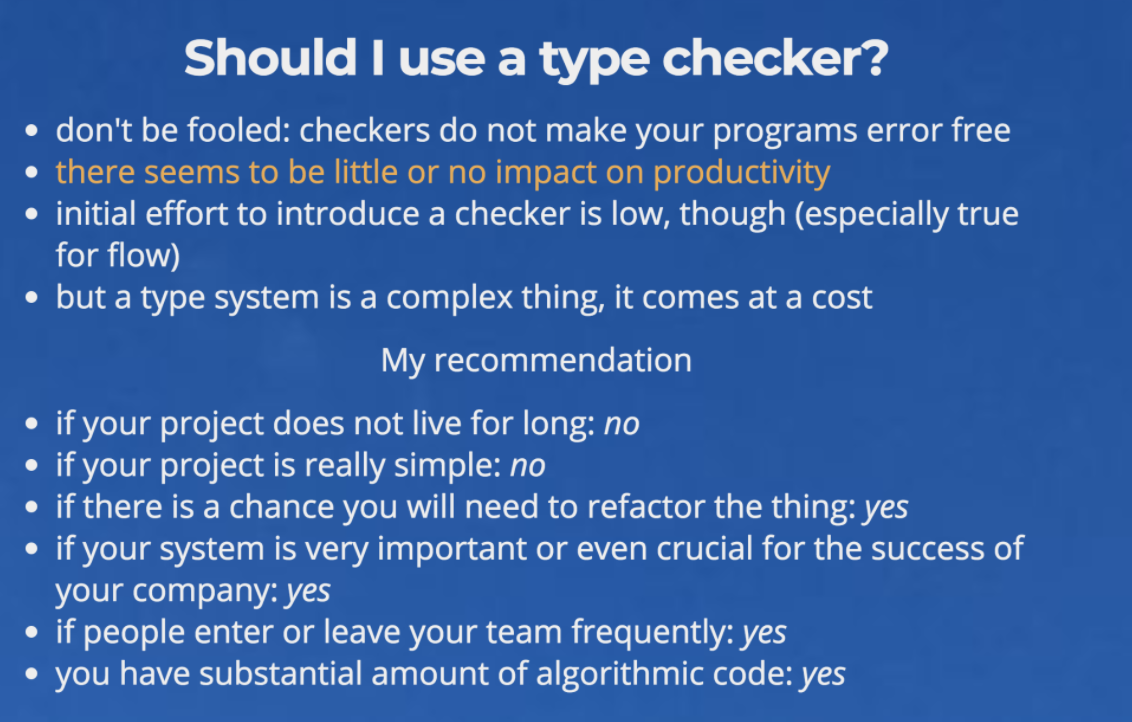 Should I use a type checker?
• don't be fooled: checkers do not make your programs error free
• there seems to be little or no impact on productivity
• initial effort to introduce a checker is low, though (especially true
for flow)
• but a type system is a complex thing, it comes at a cost
My recommendation
• if your project does not live for long: no
• if your project is really simple: no
• if there is a chance you will need to refactor the thing: yes
• if your system is very important or even crucial for the success of
your company: yes
• if people enter or leave your team frequently: yes
• you have substantial amount of algorithmic code: yes